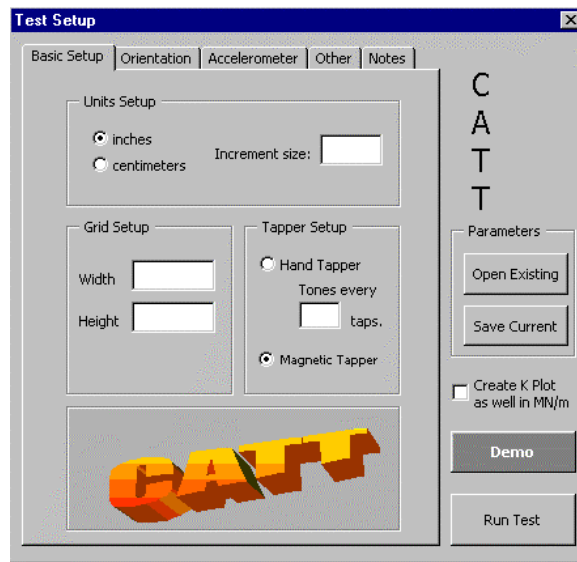 Test Setup
Basic Setup Orientation Accelerometer Other Notes
Units Setup
inches
centimeters
Increment size:
Grid Setup
Width
Height
Tapper Setup
Hand Tapper
Tones every
taps.
Magnetic Tapper
CATT
C
A
T
T
Parameters
Open Existing
Save Current
Create K Plot
as well in MN/m
Demo
Run Test